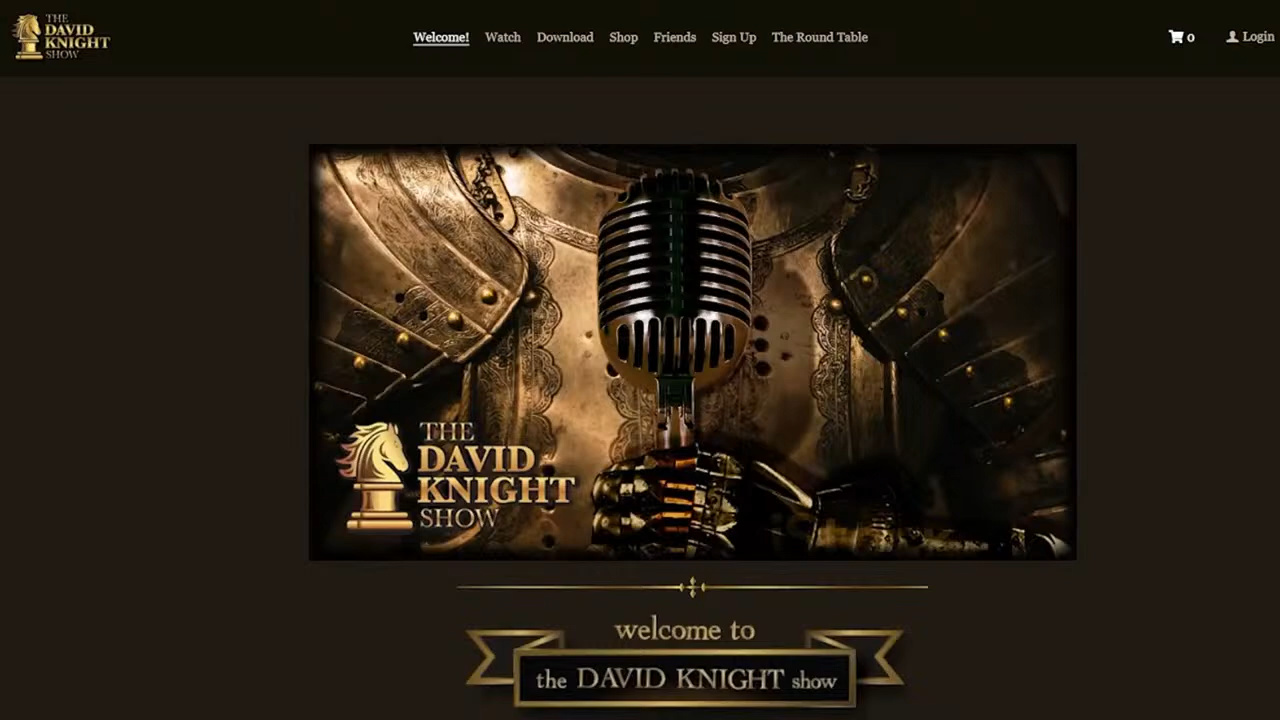 THE
DAVID
KNIGHT
SHOW
Welcome! Watch Download Shop Friends Sign Up The Round Table
0
Login
THE
DAVID
KNIGHT
SHOW
welcome to
the DAVID KNIGHT show